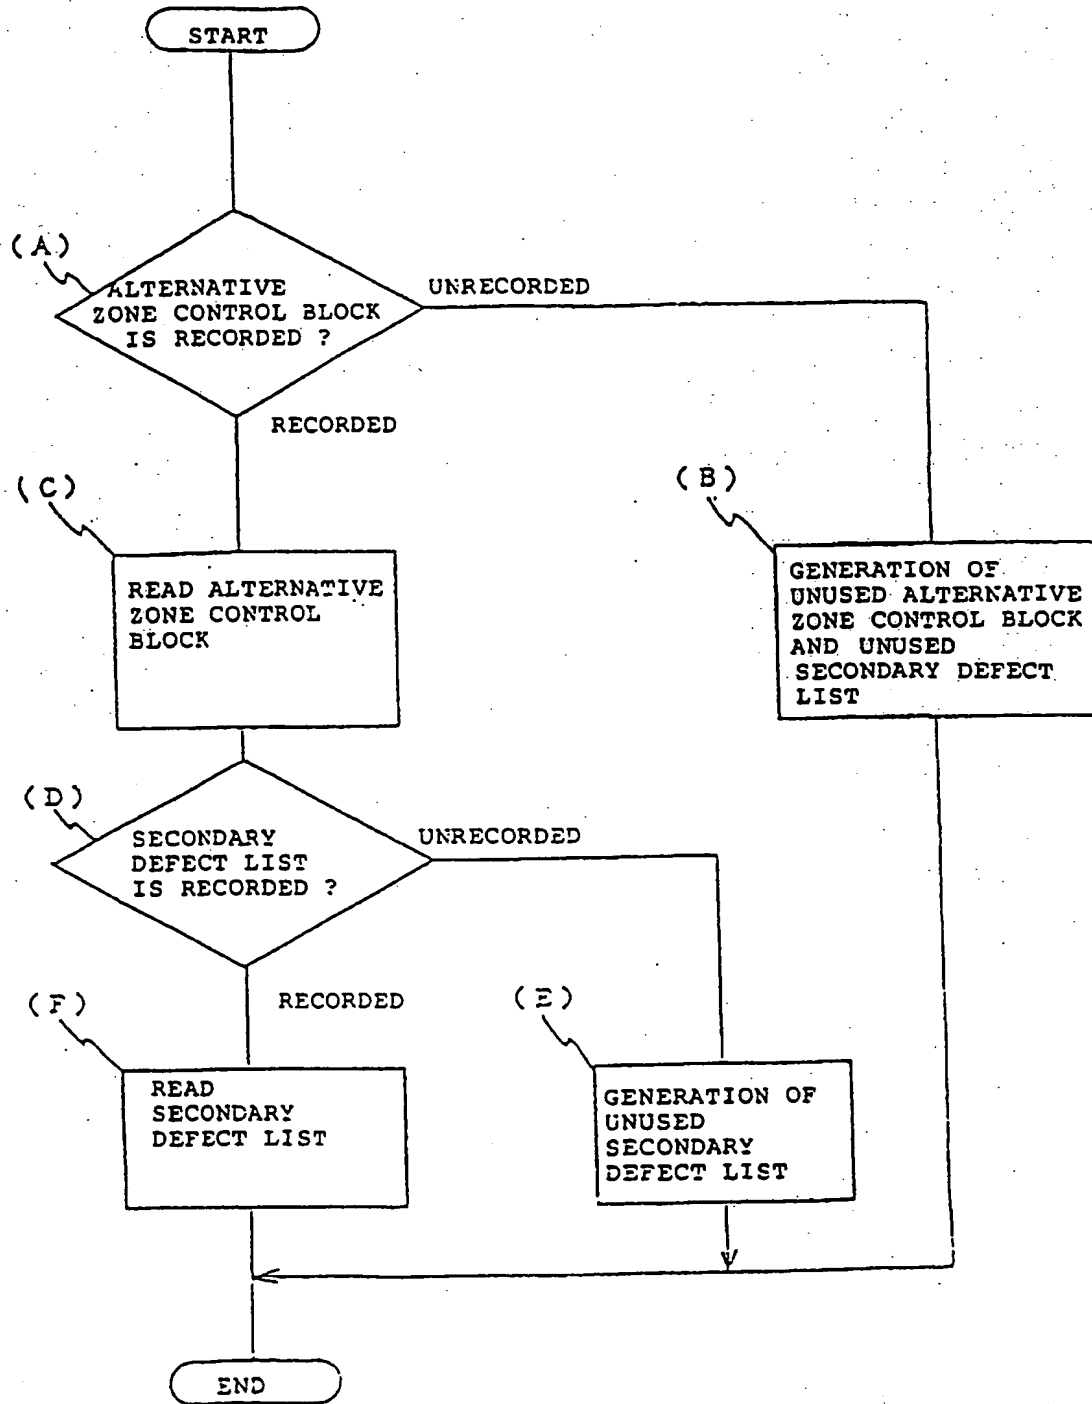 START
(A)
ALTERNATIVE
ZONE CONTROL BLOCK
IS RECORDED ?
UNRECORDED
RECORDED
(C)
(B)
READ ALTERNATIVE
ZONE CONTROL
BLOCK
GENERATION OF
UNUSED ALTERNATIVE
ZONE CONTROL BLOCK
AND UNUSED
SECONDARY DEFECT
LIST
(D)
SECONDARY
DEFECT LIST
IS RECORDED ?
UNRECORDED
RECORDED
(F)
(E)
READ
SECONDARY
DEFECT LIST
GENERATION OF
UNUSED
SECONDARY
DEFECT LIST
END